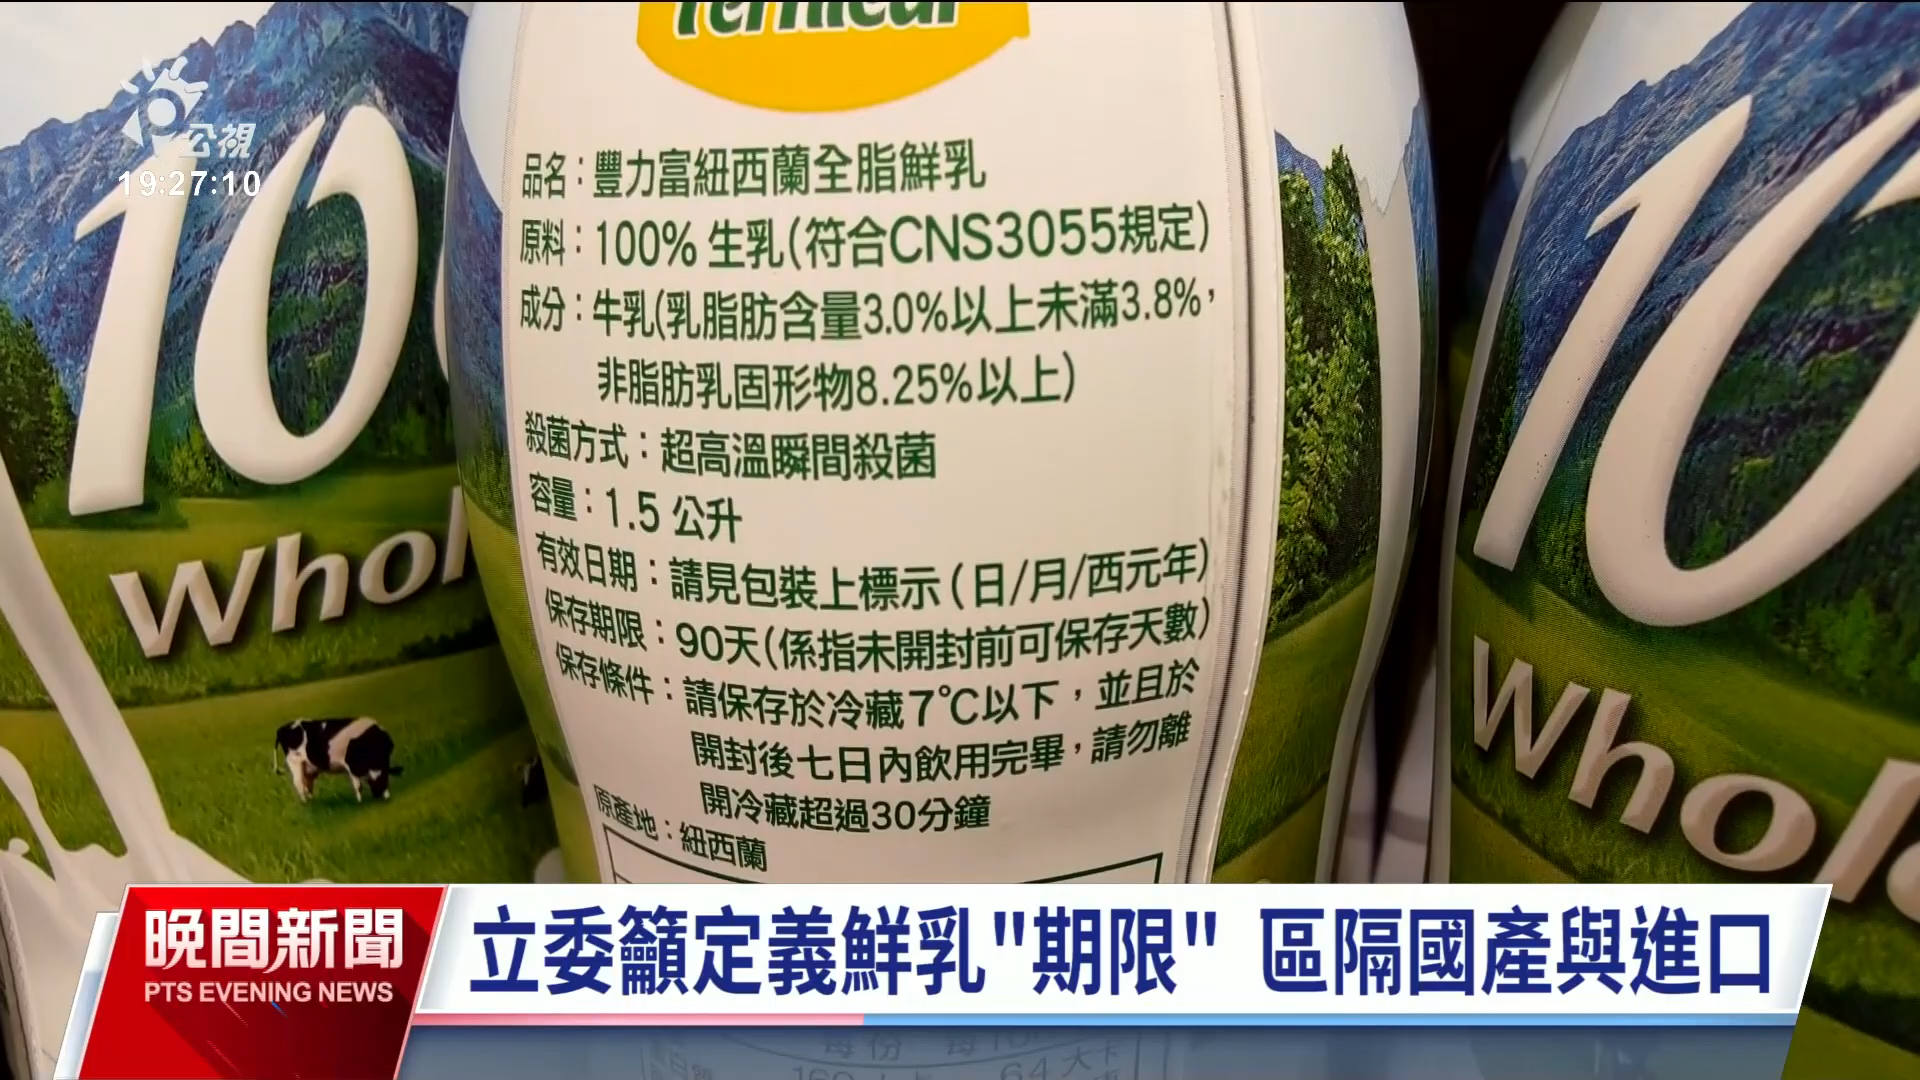 Fernleaf
公視
19:27:10
品名：豐力富紐西蘭全脂鮮乳
原料：100% 生乳(符合CNS3055規定)
成分：牛乳(乳脂肪含量3.0%以上未滿3.8%，
非脂肪乳固形物8.25%以上)
殺菌方式：超高溫瞬間殺菌
容量：1.5 公升
有效日期：請見包裝上標示(日/月/西元年)
保存期限：90天(係指未開封前可保存天數)
保存條件：請保存於冷藏7℃以下，並且於
開封後七日內飲用完畢，請勿離
開冷藏超過30分鐘
原產地：紐西蘭
10
Whol
10
Whole
晚間新聞
PTS EVENING NEWS
立委籲定義鮮乳"期限" 區隔國產與進口